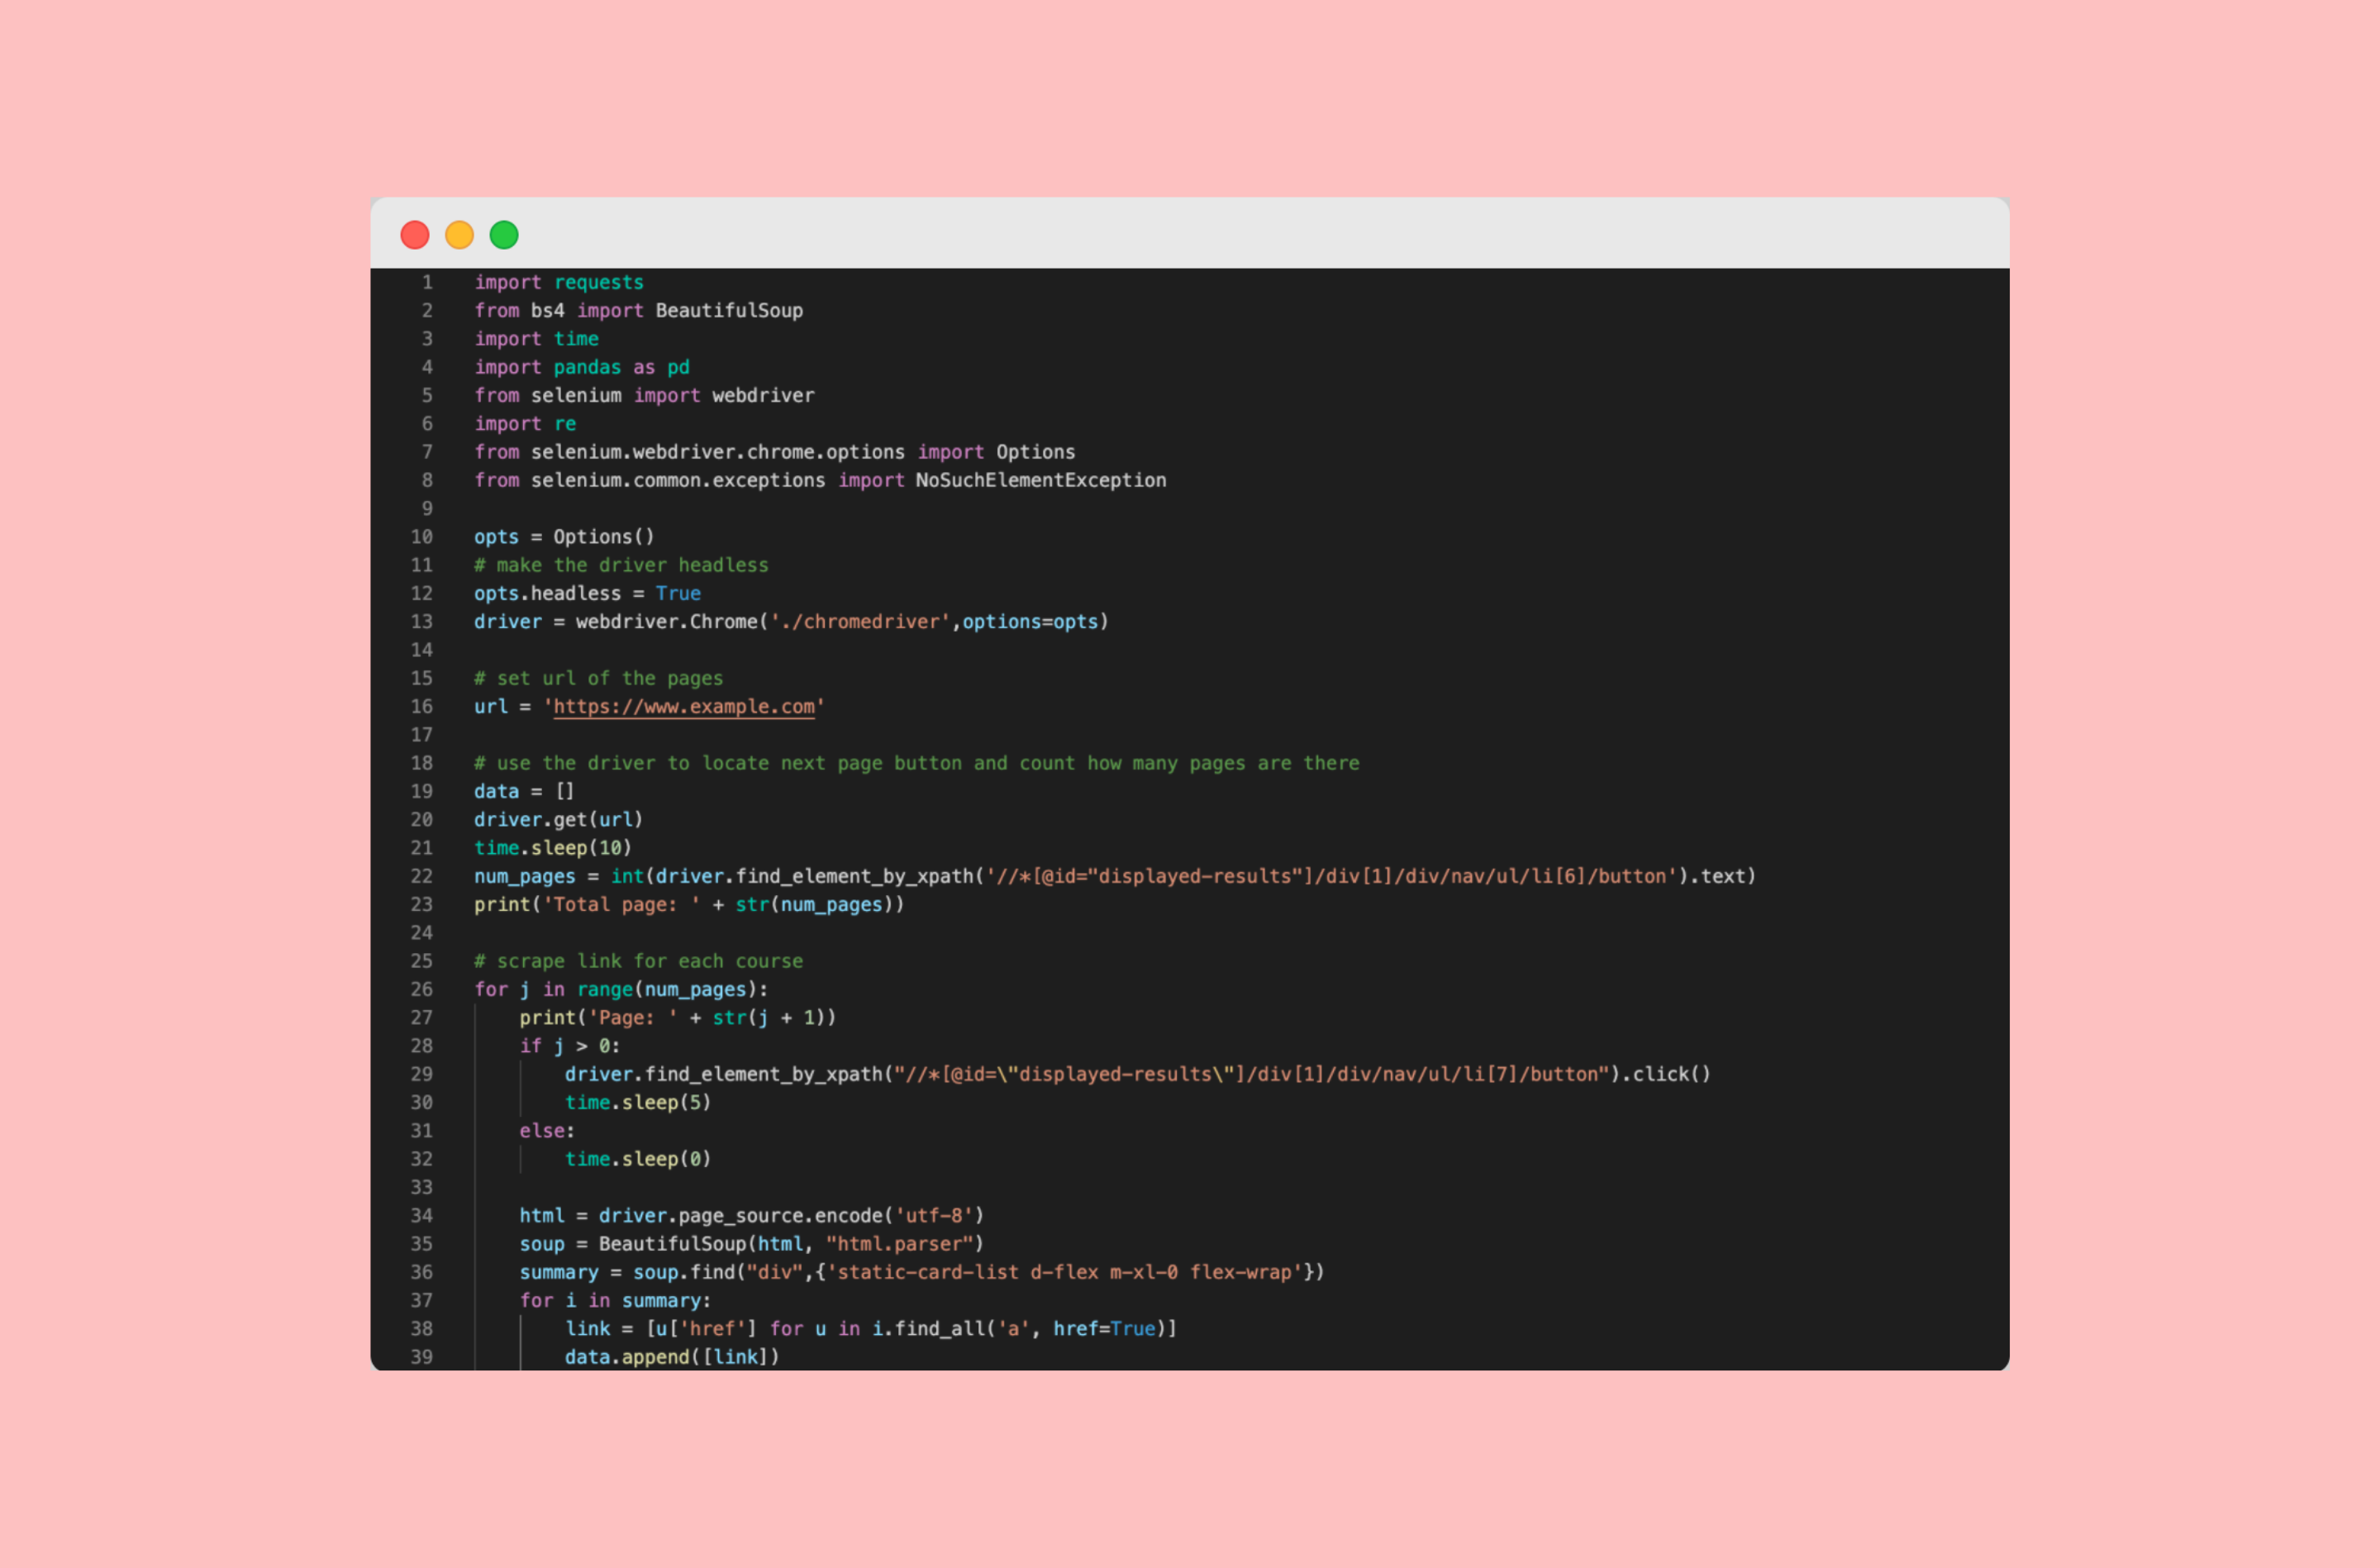 1 import requests
2 from bs4 import BeautifulSoup
3 import time
4 import pandas as pd
5 from selenium import webdriver
6 import re
7 from selenium.webdriver.chrome.options import Options
8 from selenium.common.exceptions import NoSuchElementException
9
10 opts = Options()
11 # make the driver headless
12 opts.headless = True
13 driver = webdriver.Chrome('./chromedriver',options=opts)
14
15 # set url of the pages
16 url = 'https://www.example.com'
17
18 # use the driver to locate next page button and count how many pages are there
19 data = []
20 driver.get(url)
21 time.sleep(10)
22 num_pages = int(driver.find_element_by_xpath('//*[@id="displayed-results"]/div[1]/div/nav/ul/li[6]/button').text)
23 print('Total page: ' + str(num_pages))
24
25 # scrape link for each course
26 for j in range(num_pages):
27     print('Page: ' + str(j + 1))
28     if j > 0:
29         driver.find_element_by_xpath("//*[@id=\"displayed-results\"]/div[1]/div/nav/ul/li[7]/button").click()
30         time.sleep(5)
31     else:
32         time.sleep(0)
33
34     html = driver.page_source.encode('utf-8')
35     soup = BeautifulSoup(html, "html.parser")
36     summary = soup.find("div",{'static-card-list d-flex m-xl-0 flex-wrap'})
37     for i in summary:
38         link = [u['href'] for u in i.find_all('a', href=True)]
39         data.append([link])